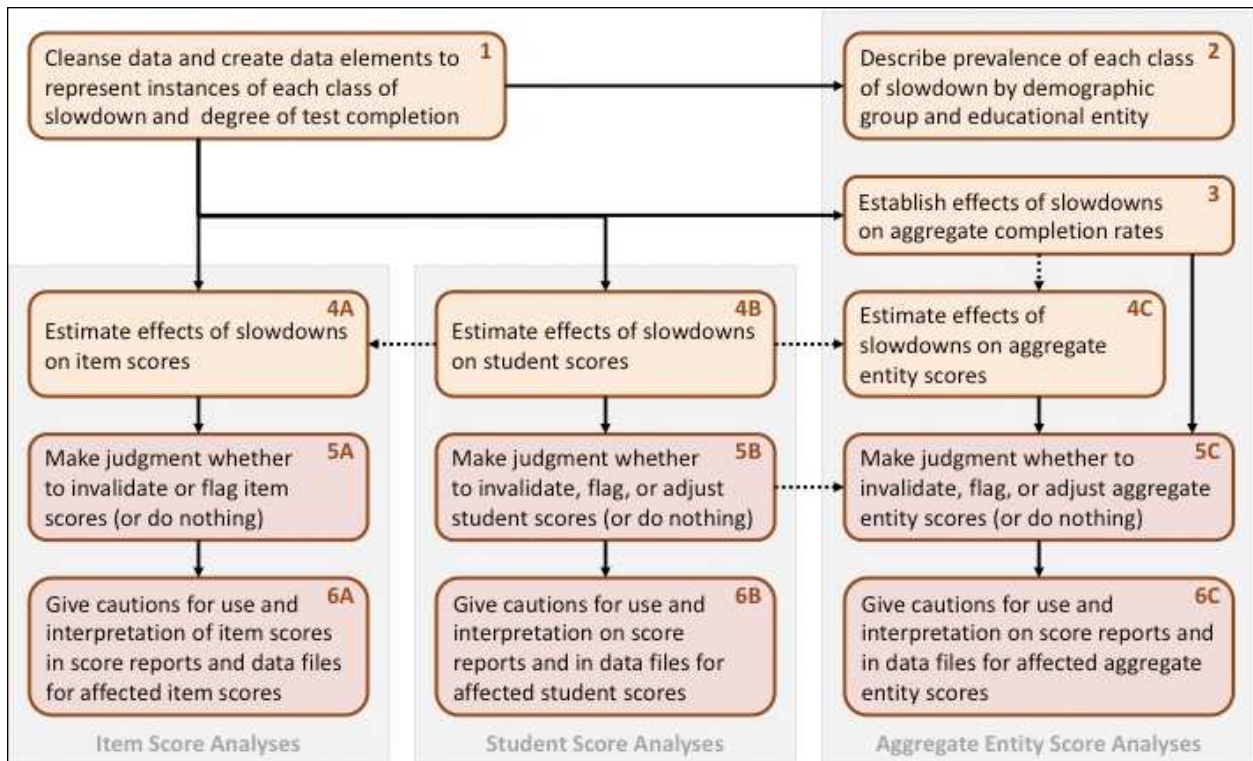 1
Cleanse data and create data elements to
represent instances of each class of
slowdown and degree of test completion
2
Describe prevalence of each class
of slowdown by demographic
group and educational entity
3
Establish effects of slowdowns
on aggregate completion rates
4A
Estimate effects of slowdowns
on item scores
4B
Estimate effects of slowdowns
on student scores
4C
Estimate effects of
slowdowns on aggregate
entity scores
5A
Make judgment whether
to invalidate or flag item
scores (or do nothing)
5B
Make judgment whether
to invalidate, flag, or adjust
student scores (or do nothing)
5C
Make judgment whether to
invalidate, flag, or adjust aggregate
entity scores (or do nothing)
6A
Give cautions for use and
interpretation of item scores
in score reports and data files
for affected item scores
6B
Give cautions for use and
interpretation on score
reports and in data files for
affected student scores
6C
Give cautions for use and
interpretation on score reports and
in data files for affected aggregate
entity scores
Item Score Analyses
Student Score Analyses
Aggregate Entity Score Analyses